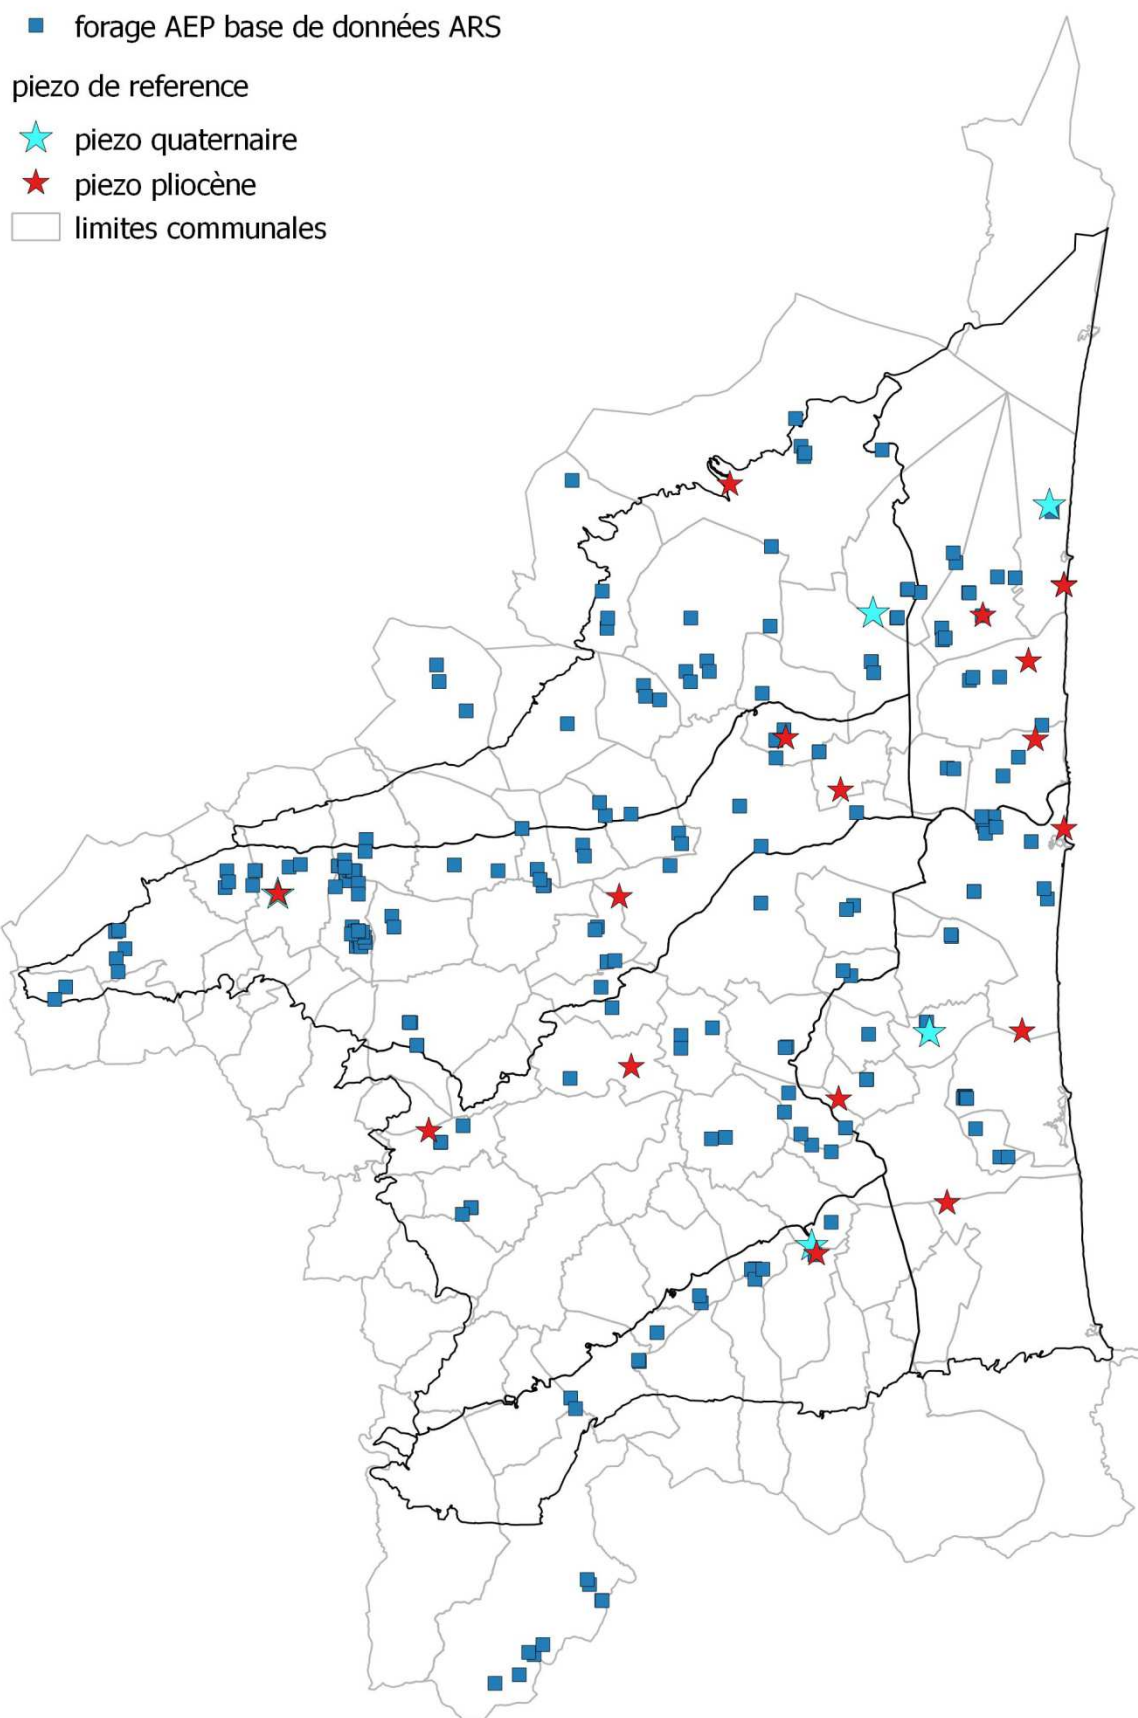 forage AEP base de données ARS
piezo de reference
piezo quaternaire
piezo pliocène
limites communales